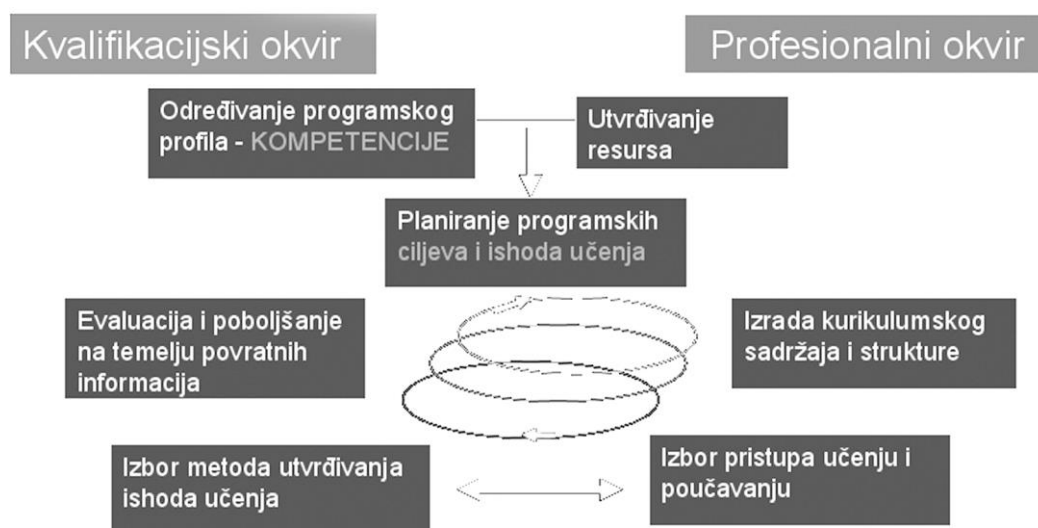 Kvalifikacijski okvir
Profesionalni okvir
Određivanje programskog
profila - KOMPETENCIJE
Utvrđivanje
resursa
Planiranje programskih
ciljeva i ishoda učenja
Evaluacija i poboljšanje
na temelju povratnih
informacija
Izrada kurikulumskog
sadržaja i strukture
Izbor metoda utvrđivanja
ishoda učenja
Izbor pristupa učenju i
poučavanju